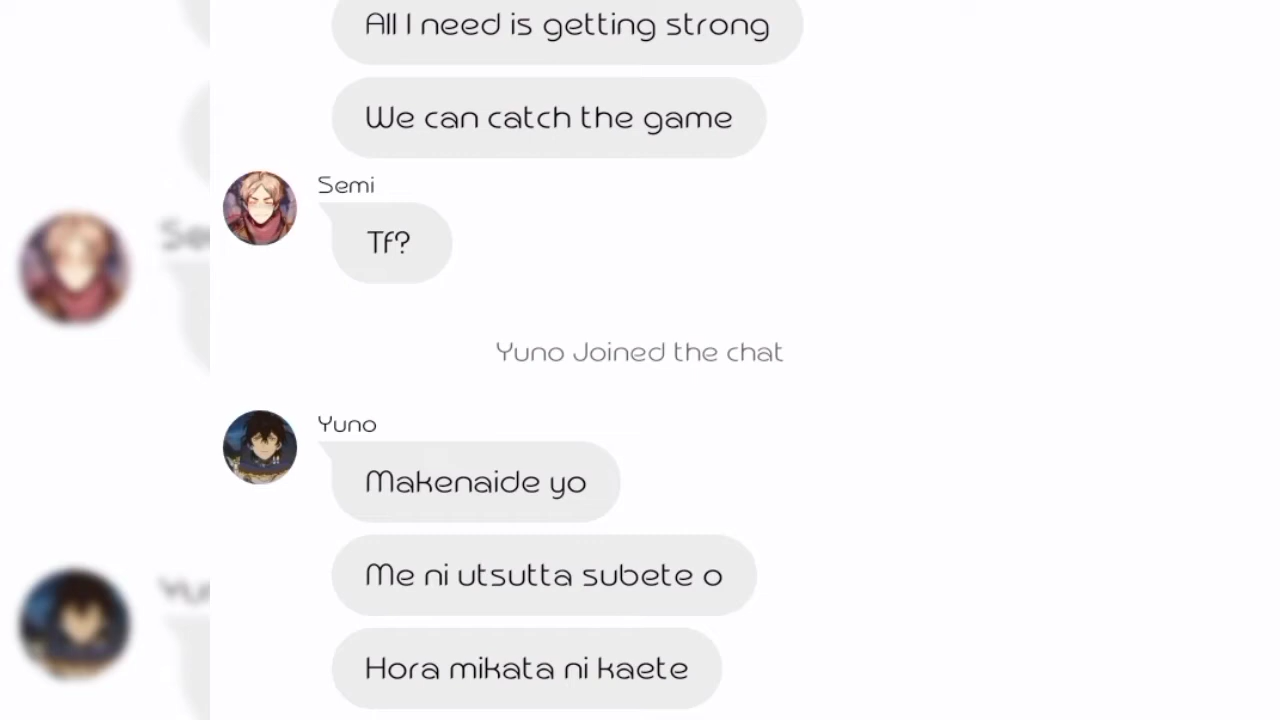 All I need is getting strong
We can catch the game
Semi
Tf?
Yuno Joined the chat
Yuno
Makenaide yo
Me ni utsutta subete o
Hora mikata ni kaete